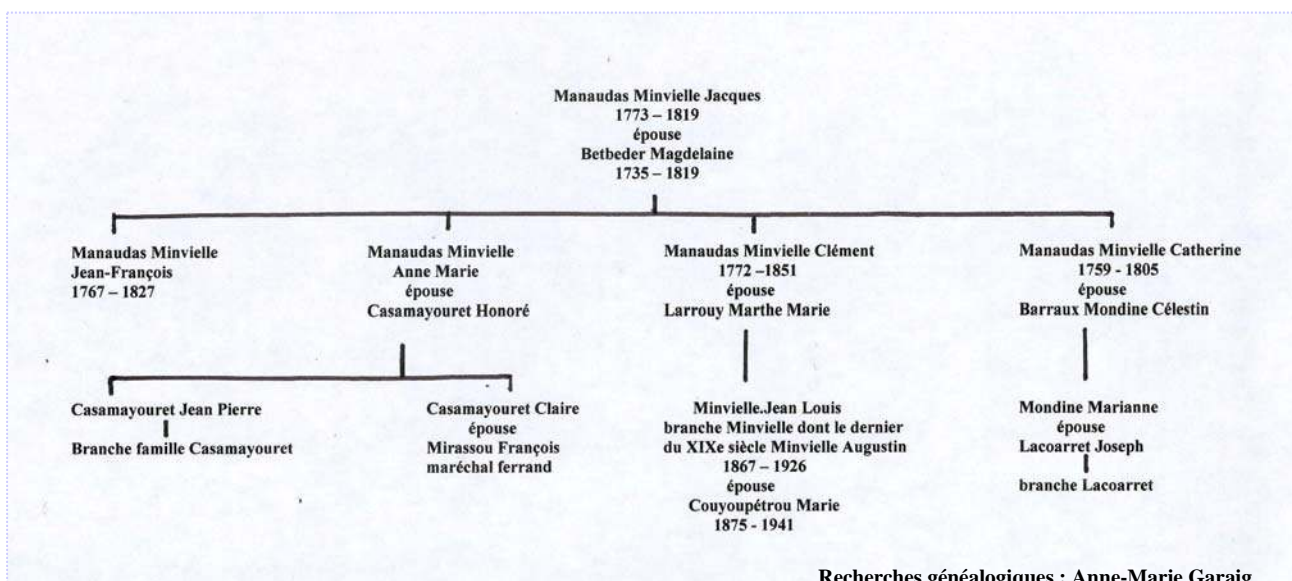 Manaudas Minvielle Jacques
1773 – 1819
épouse
Betbeder Magdelaine
1735 – 1819
Manaudas Minvielle
Jean-François
1767 – 1827
Manaudas Minvielle
Anne Marie
épouse
Casamayouret Honoré
Manaudas Minvielle Clément
1772 –1851
épouse
Larrouy Marthe Marie
Manaudas Minvielle Catherine
1759 - 1805
épouse
Barraux Mondine Célestin
Casamayouret Jean Pierre
Branche famille Casamayouret
Casamayouret Claire
épouse
Mirassou François
maréchal ferrand
Minvielle.Jean Louis
branche Minvielle dont le dernier
du XIXe siècle Minvielle Augustin
1867 – 1926
épouse
Couyoupétrou Marie
1875 - 1941
Mondine Marianne
épouse
Lacoarret Joseph
branche Lacoarret
Recherches généalogiques : Anne-Marie Garaig